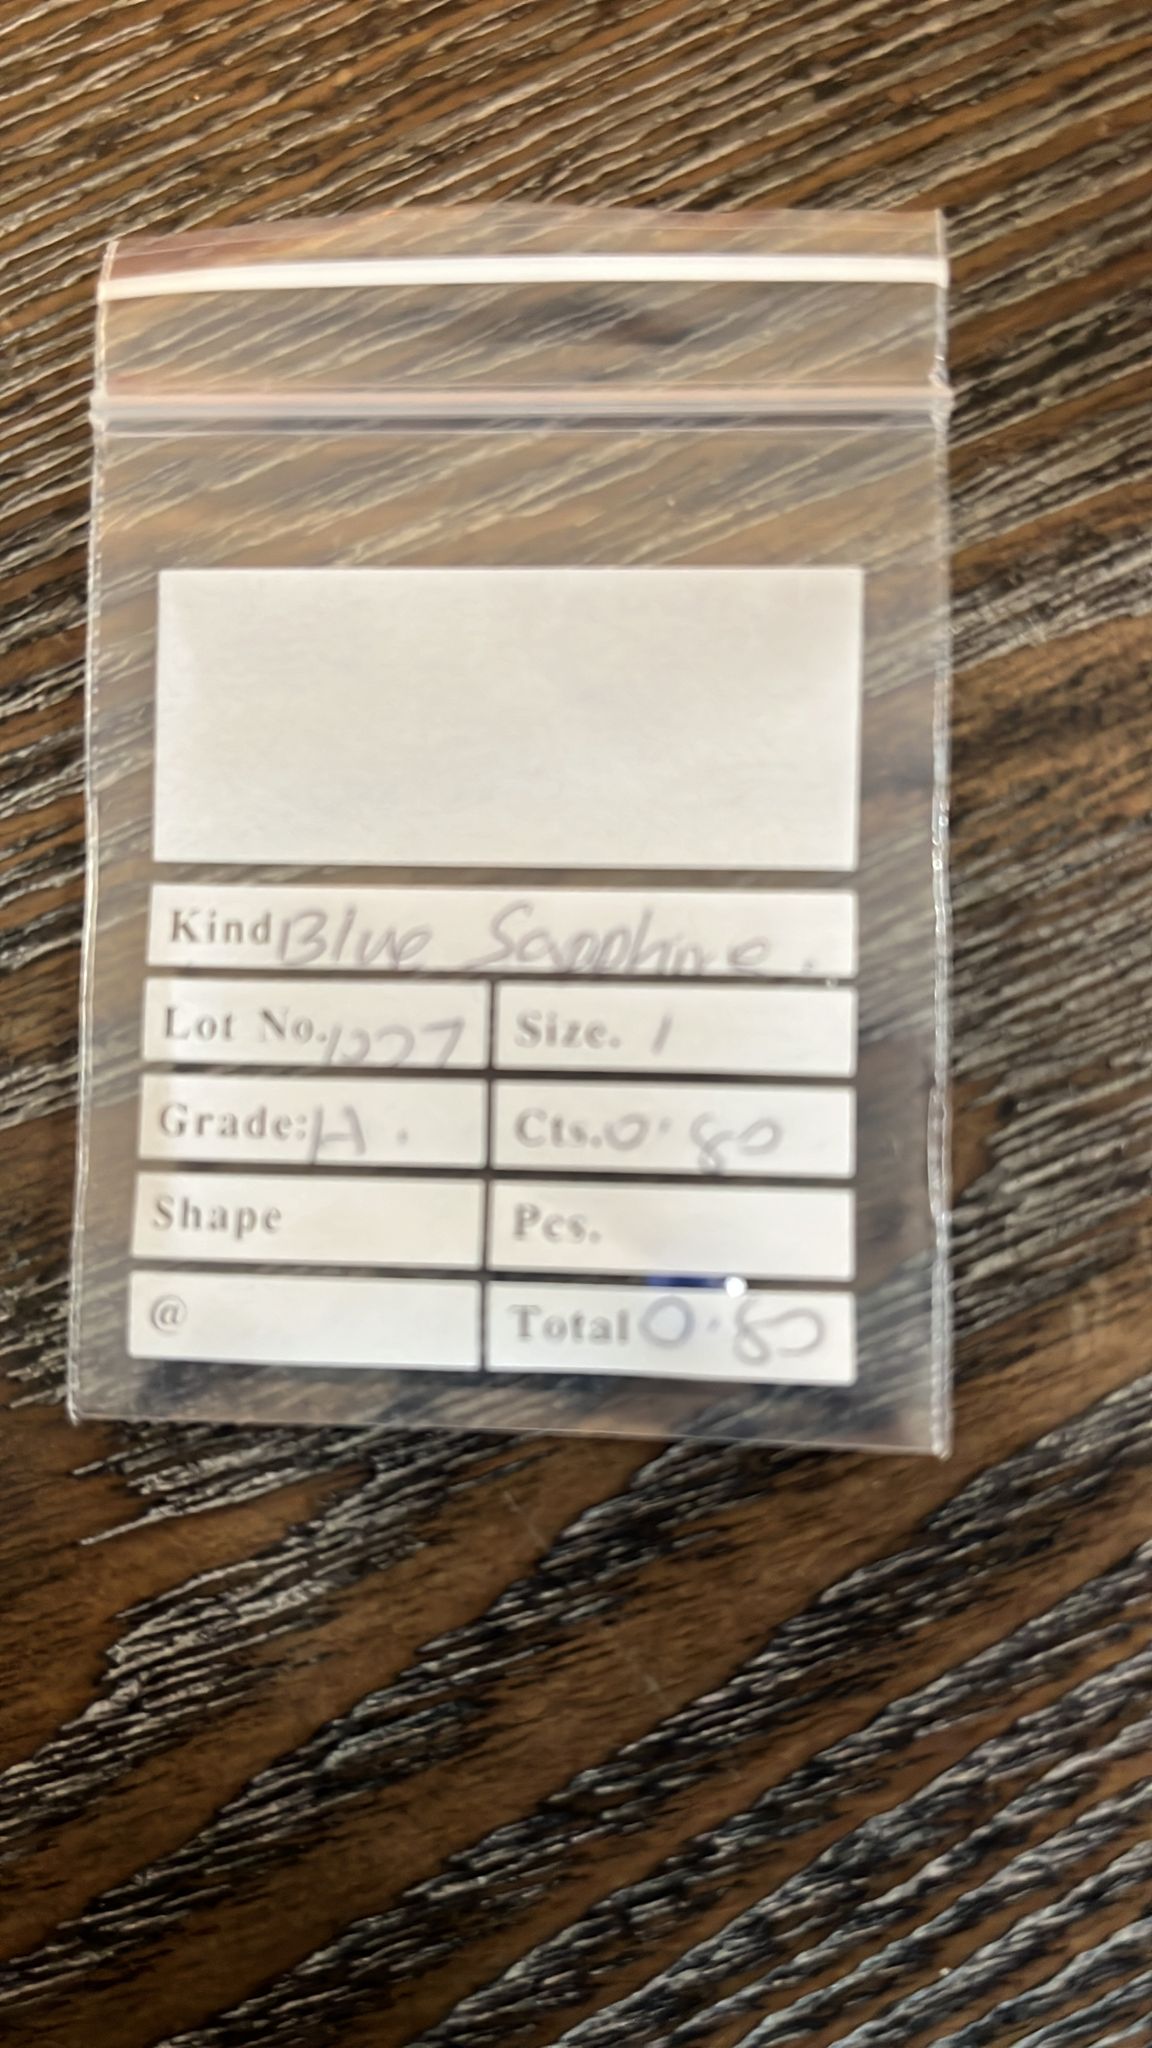 Kind Blue Sapphire.
Lot No. 1227 Size. 1
Grade: H. Cts. 0.80
Shape Pcs.
@ Total 0.80